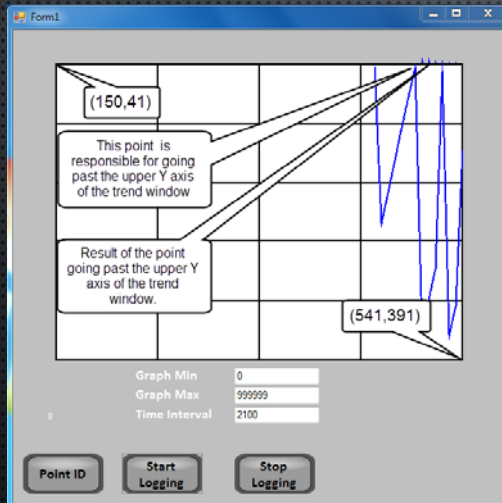 Form1
(150,41)
This point is
responsible for going
past the upper Y axis
of the trend window
Result of the point
going past the upper Y
axis of the trend
window.
(541,391)
Graph Min 0
Graph Max 999999
Time Interval 2100
Point ID
Start
Logging
Stop
Logging